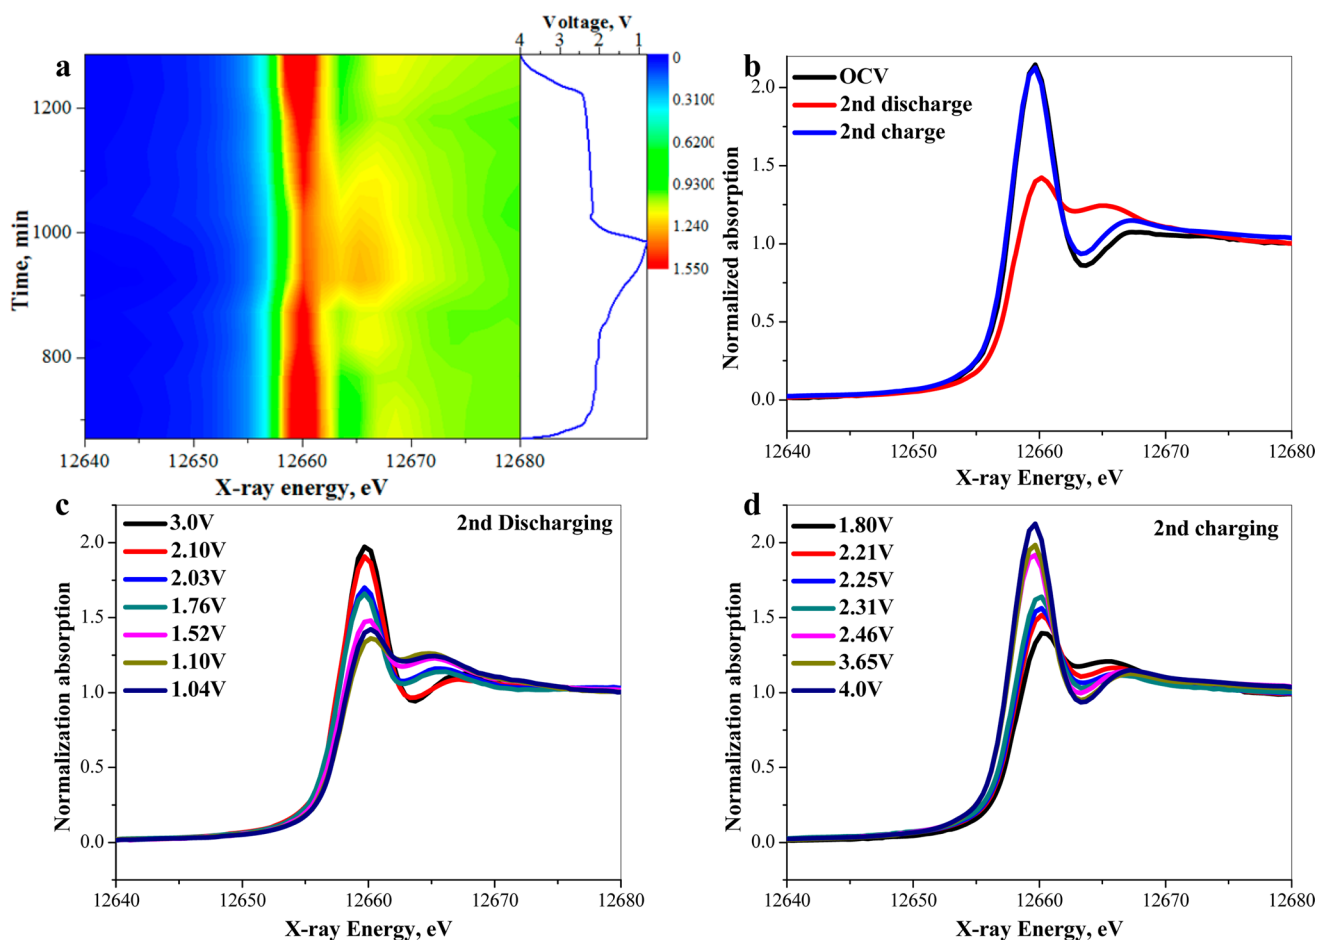 a
Voltage, V
4 3 2 1
1200
1000
800
Time, min
12640 12650 12660 12670 12680
X-ray energy, eV
0
0.3100
0.6200
0.9300
1.240
1.550
b
OCV
2nd discharge
2nd charge
2.0
1.5
1.0
0.5
0.0
Normalized absorption
12640 12650 12660 12670 12680
X-ray Energy, eV
c
2nd Discharging
3.0V
2.10V
2.03V
1.76V
1.52V
1.10V
1.04V
2.0
1.5
1.0
0.5
0.0
Normalization absorption
12640 12650 12660 12670 12680
X-ray Energy, eV
d
2nd charging
1.80V
2.21V
2.25V
2.31V
2.46V
3.65V
4.0V
2.0
1.5
1.0
0.5
0.0
Normalization absorption
12640 12650 12660 12670 12680
X-ray Energy, eV